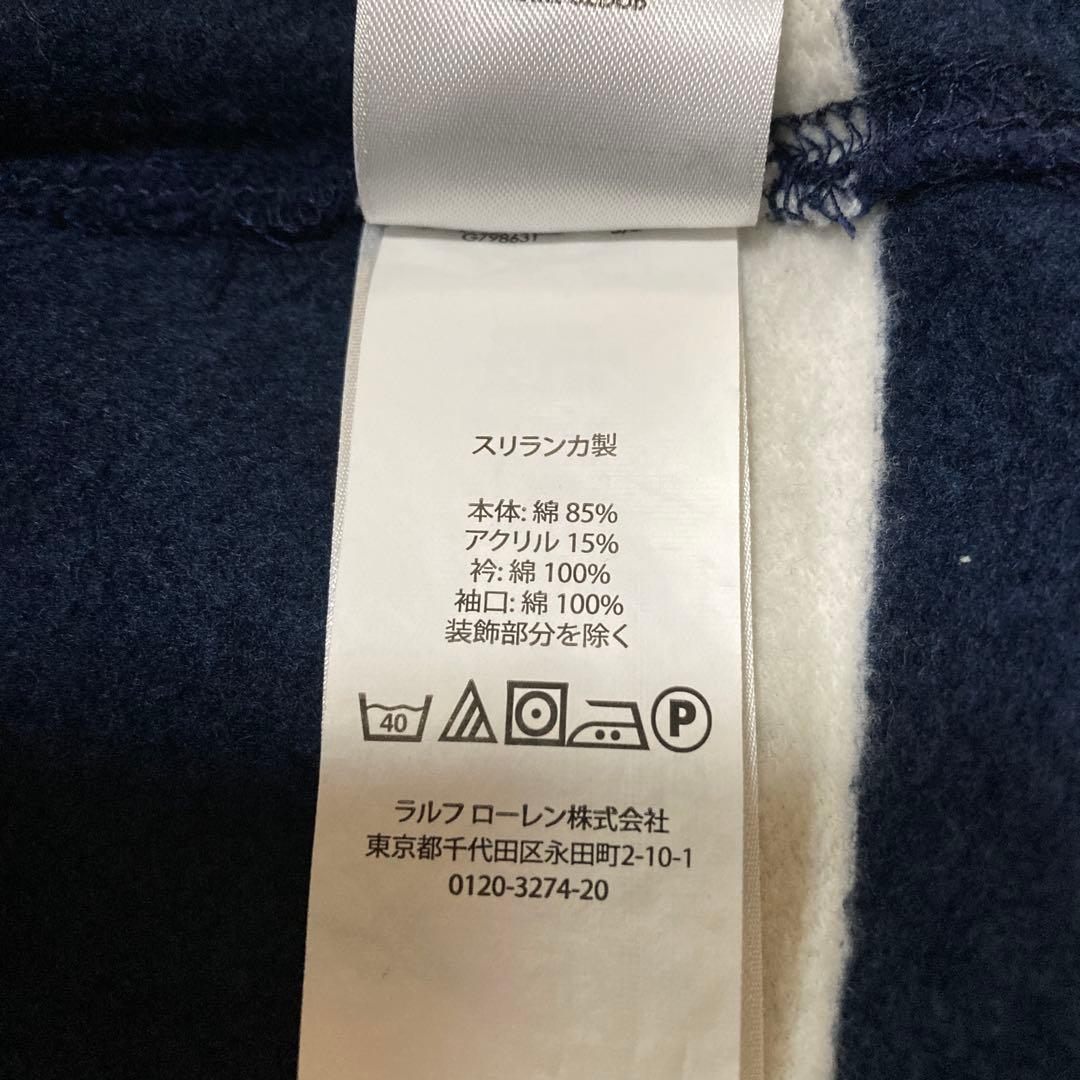 G798631
スリランカ製
本体: 綿 85%
アクリル 15%
衿: 綿 100%
袖口: 綿 100%
装飾部分を除く
40
P
ラルフ ローレン株式会社
東京都千代田区永田町2-10-1
0120-3274-20